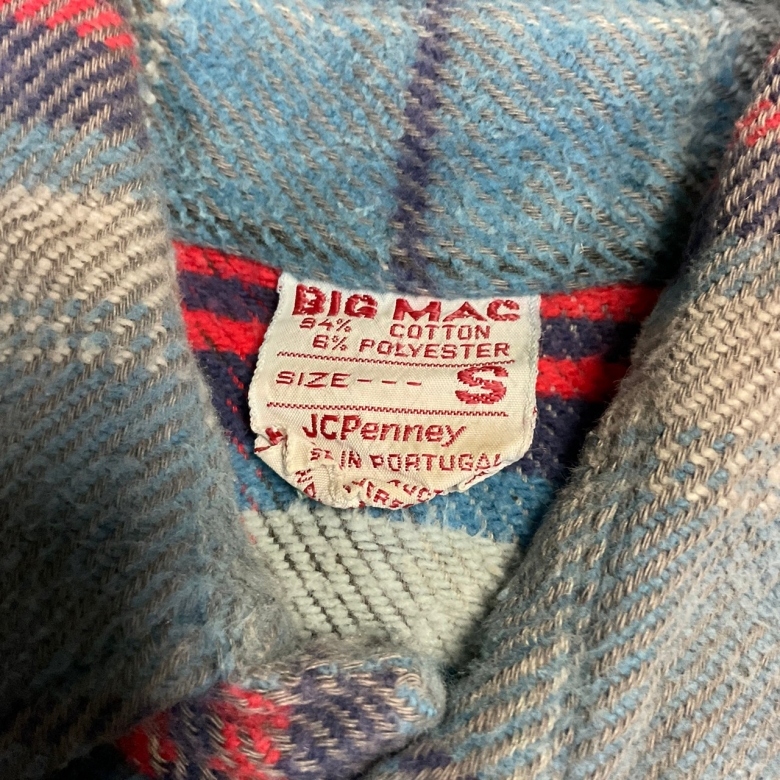 BIG MAC
94% COTTON
6% POLYESTER
SIZE --- S
JCPenney
IN PORTUGAL